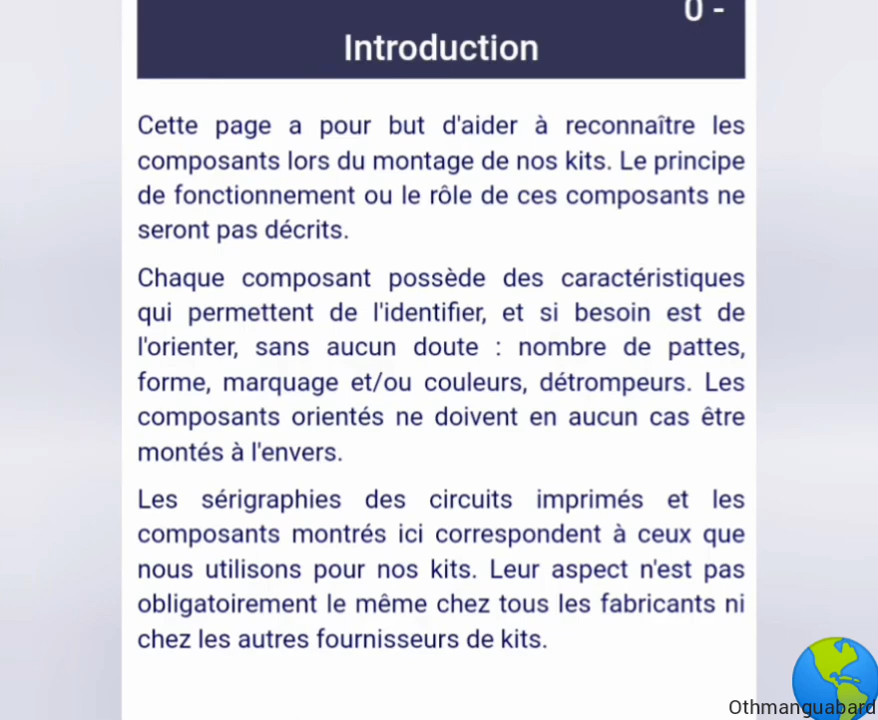 0 -
Introduction
Cette page a pour but d'aider à reconnaître les
composants lors du montage de nos kits. Le principe
de fonctionnement ou le rôle de ces composants ne
seront pas décrits.
Chaque composant possède des caractéristiques
qui permettent de l'identifier, et si besoin est de
l'orienter, sans aucun doute : nombre de pattes,
forme, marquage et/ou couleurs, détrompeurs. Les
composants orientés ne doivent en aucun cas être
montés à l'envers.
Les sérigraphies des circuits imprimés et les
composants montrés ici correspondent à ceux que
nous utilisons pour nos kits. Leur aspect n'est pas
obligatoirement le même chez tous les fabricants ni
chez les autres fournisseurs de kits.
Othmanguabard